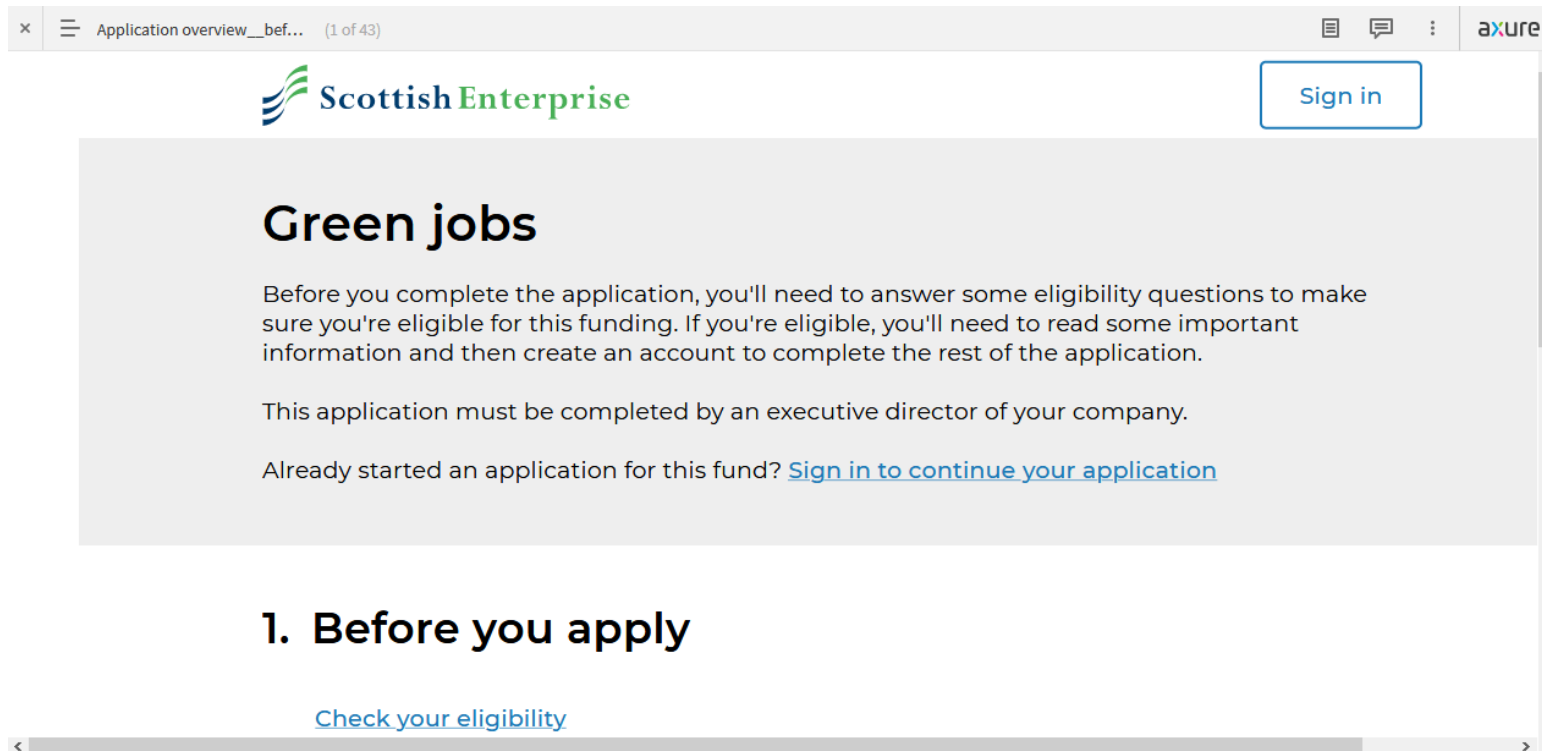 Application overview__bef... (1 of 43)
axure
Scottish Enterprise
Sign in
Green jobs
Before you complete the application, you'll need to answer some eligibility questions to make
sure you're eligible for this funding. If you're eligible, you'll need to read some important
information and then create an account to complete the rest of the application.
This application must be completed by an executive director of your company.
Already started an application for this fund? Sign in to continue your application
1. Before you apply
Check your eligibility